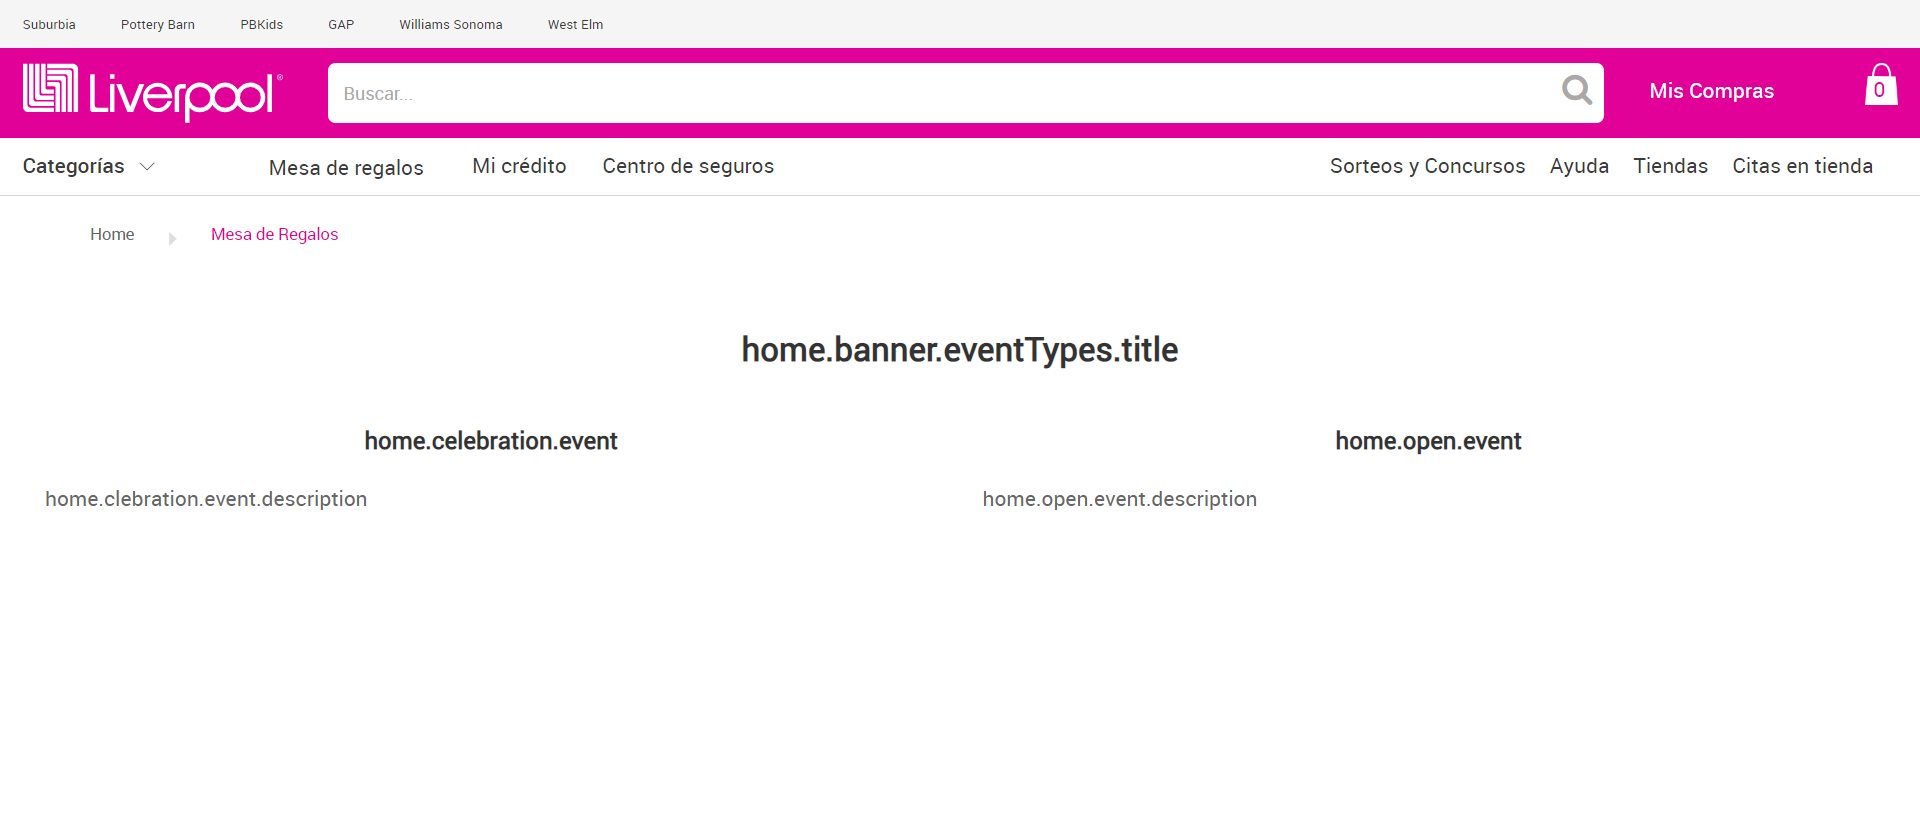 Suburbia Pottery Barn PBKids GAP Williams Sonoma West Elm
Liverpool® Buscar... Mis Compras 0
Categorías Mesa de regalos Mi crédito Centro de seguros Sorteos y Concursos Ayuda Tiendas Citas en tienda
Home Mesa de Regalos
home.banner.eventTypes.title
home.celebration.event
home.clebration.event.description
home.open.event
home.open.event.description